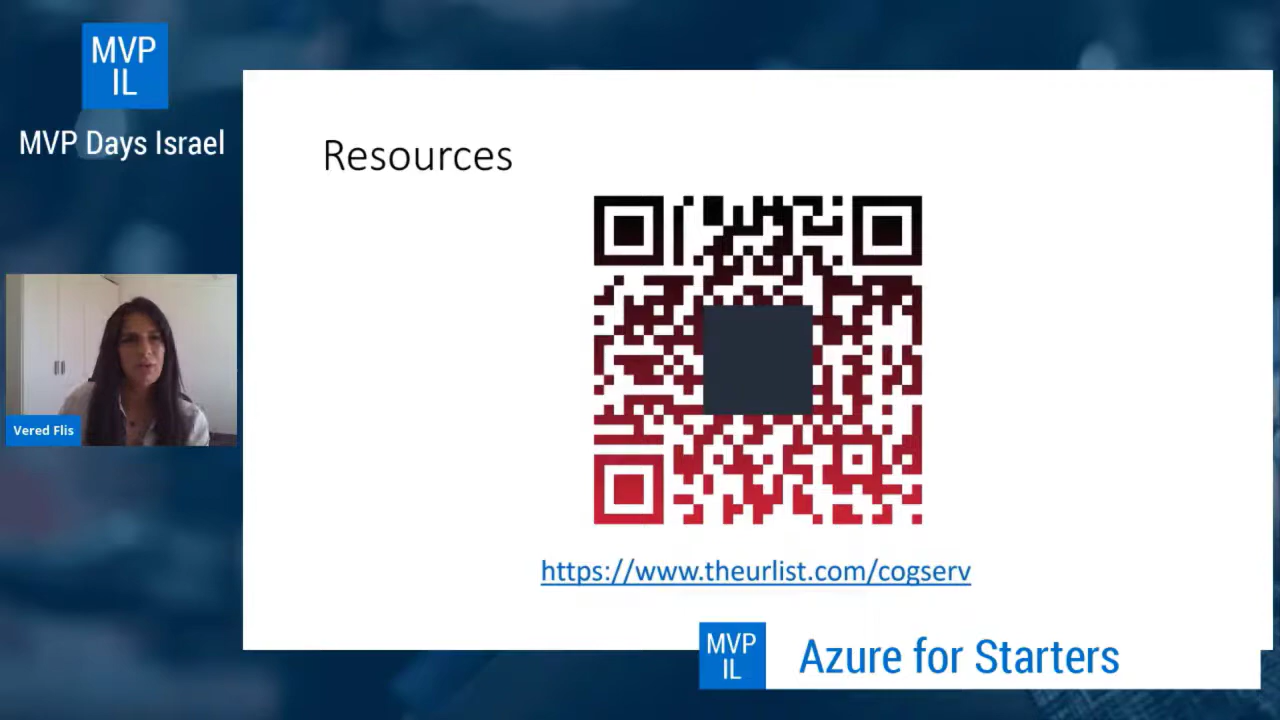 MVP
IL
MVP Days Israel
Resources
Vered Flis
https://www.theurlist.com/cogserv
MVP
IL
Azure for Starters